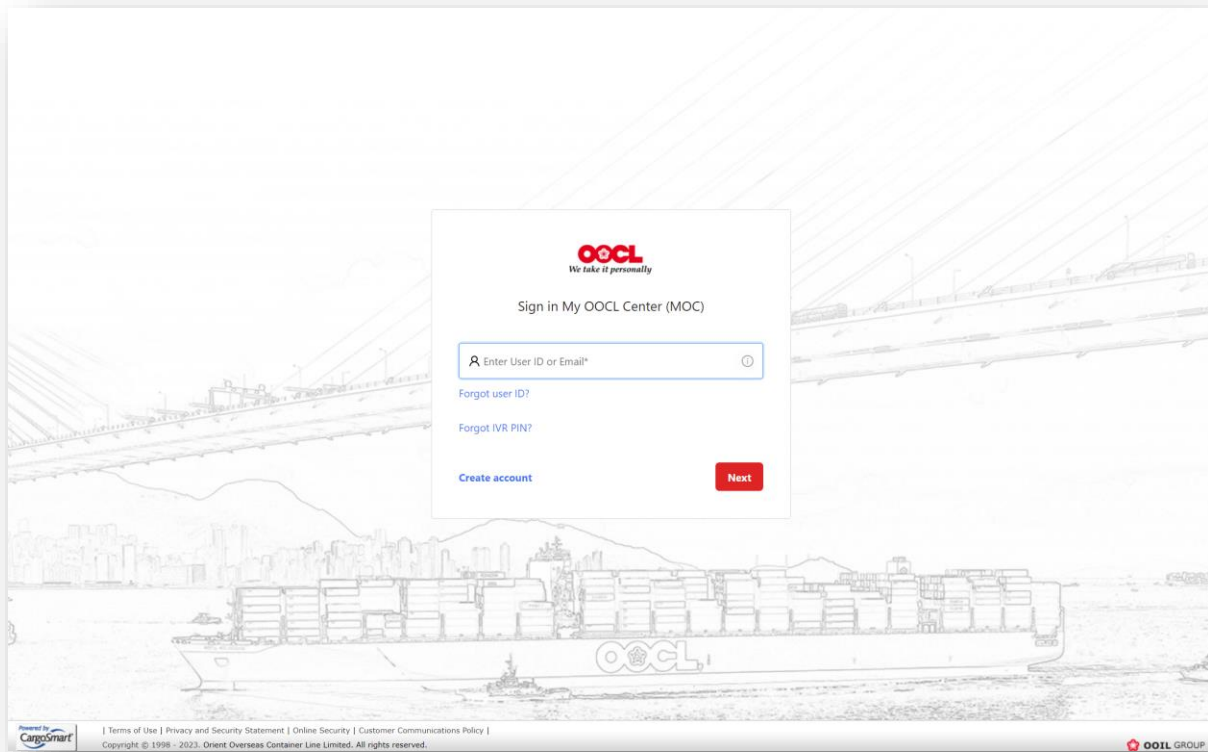 OOCL
We take it personally
Sign in My OOCL Center (MOC)
Enter User ID or Email*
Forgot user ID?
Forgot IVR PIN?
Create account
Next
OOCL
Powered by
CargoSmart
| Terms of Use | Privacy and Security Statement | Online Security | Customer Communications Policy |
Copyright © 1998 - 2023. Orient Overseas Container Line Limited. All rights reserved.
OOIL GROUP